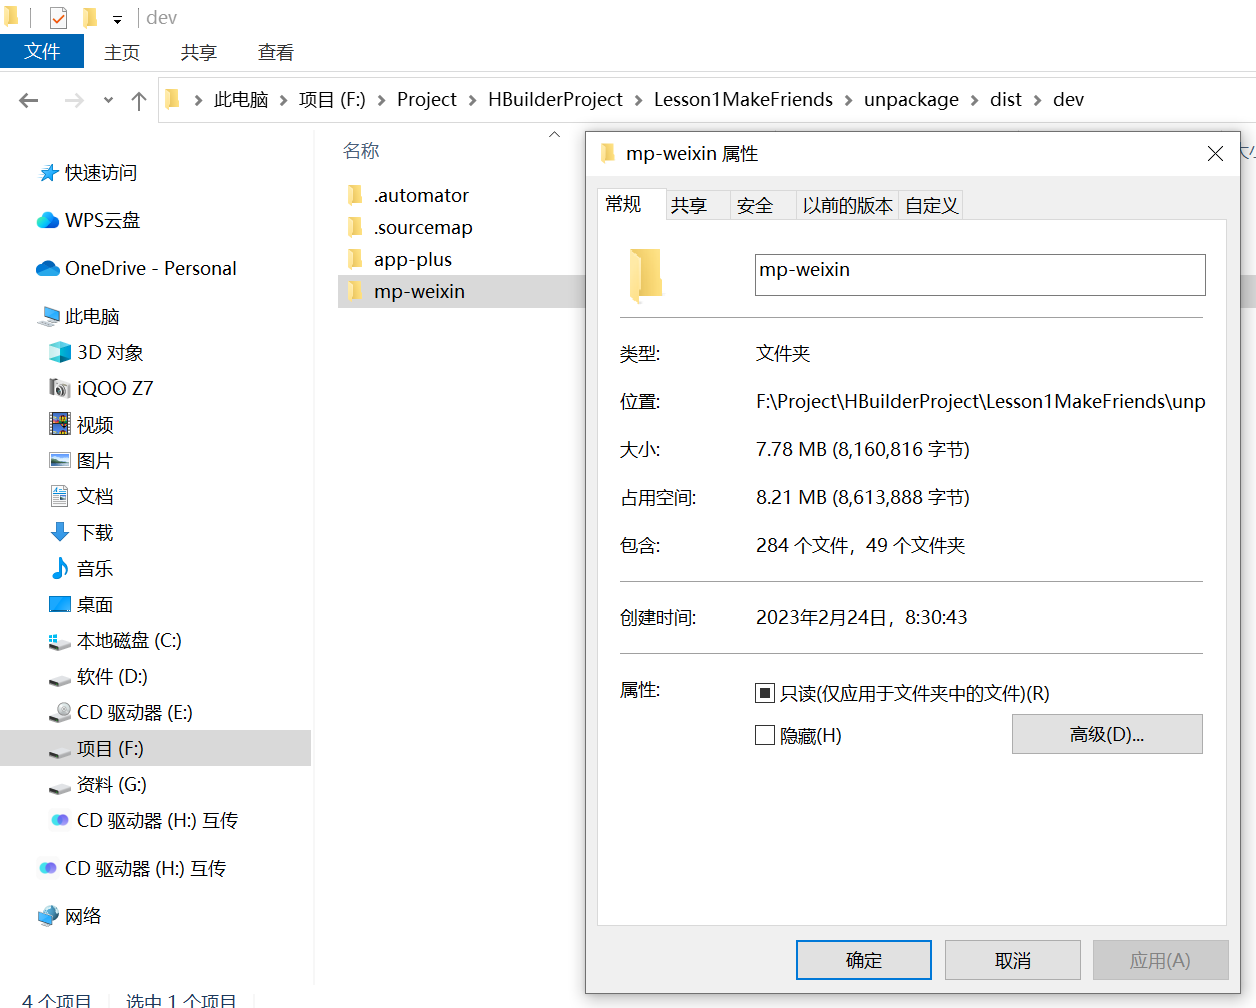 dev
文件 主页 共享 查看
此电脑 项目 (F:) Project HBuilderProject Lesson1MakeFriends unpackage dist dev
快速访问
WPS云盘
OneDrive - Personal
此电脑
3D 对象
iQOO Z7
视频
图片
文档
下载
音乐
桌面
本地磁盘 (C:)
软件 (D:)
CD 驱动器 (E:)
项目 (F:)
资料 (G:)
CD 驱动器 (H:) 互传
CD 驱动器 (H:) 互传
网络
名称
.automator
.sourcemap
app-plus
mp-weixin
mp-weixin 属性
常规 共享 安全 以前的版本 自定义
mp-weixin
类型: 文件夹
位置: F:\Project\HBuilderProject\Lesson1MakeFriends\unp
大小: 7.78 MB (8,160,816 字节)
占用空间: 8.21 MB (8,613,888 字节)
包含: 284 个文件，49 个文件夹
创建时间: 2023年2月24日，8:30:43
属性: 只读(仅应用于文件夹中的文件)(R)
隐藏(H)
高级(D)...
确定 取消 应用(A)
4 个项目 选中 1 个项目